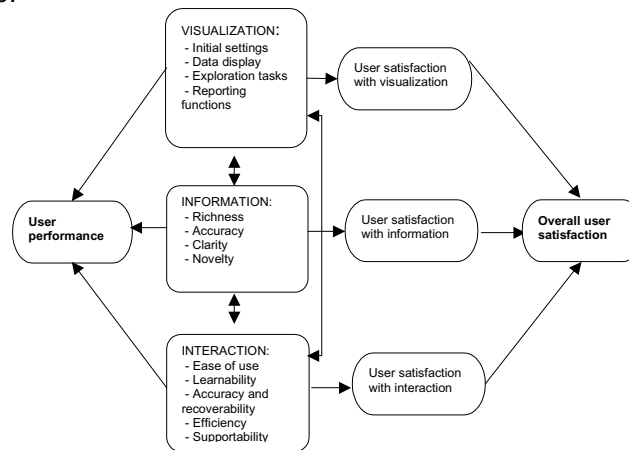 VISUALIZATION:
- Initial settings
- Data display
- Exploration tasks
- Reporting
functions
User satisfaction
with visualization
User
performance
INFORMATION:
- Richness
- Accuracy
- Clarity
- Novelty
User satisfaction
with information
Overall user
satisfaction
INTERACTION:
- Ease of use
- Learnability
- Accuracy and
recoverability
- Efficiency
- Supportability
User satisfaction
with interaction